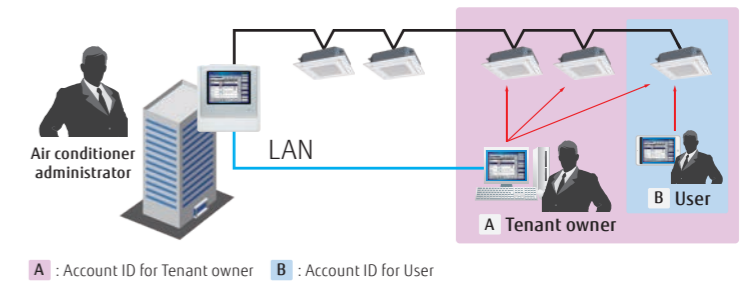 Air conditioner
administrator
LAN
A Tenant owner
B User
A : Account ID for Tenant owner B : Account ID for User